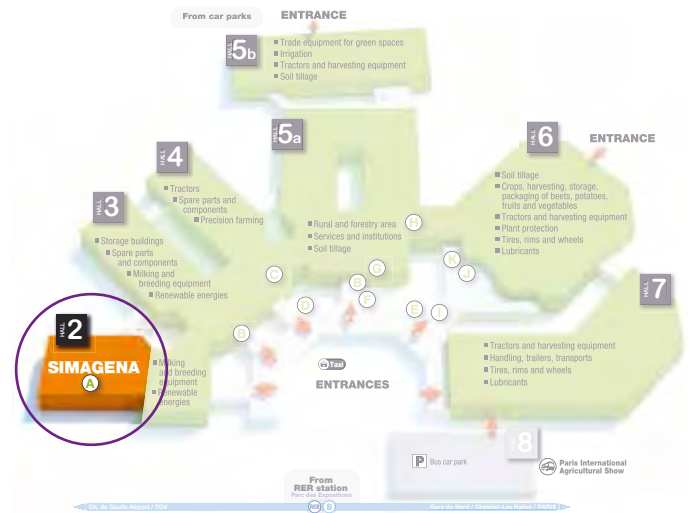 From car parks
ENTRANCE
HALL 5b
Trade equipment for green spaces
Irrigation
Tractors and harvesting equipment
Soil tillage
HALL 5a
Rural and forestry area
Services and institutions
Soil tillage
HALL 6
ENTRANCE
Soil tillage
Crops, harvesting, storage,
packaging of beets, potatoes,
fruits and vegetables
Tractors and harvesting equipment
Plant protection
Tires, rims and wheels
Lubricants
HALL 4
Tractors
Spare parts and
components
Precision farming
HALL 3
Storage buildings
Spare parts
and components
Milking and
breeding equipment
Renewable energies
HALL 2
SIMAGENA
A
Milking
and breeding
equipment
Renewable
energies
H
C
G
B
F
D
E
I
K
J
B
HALL 7
Tractors and harvesting equipment
Handling, trailers, transports
Tires, rims and wheels
Lubricants
Taxi
ENTRANCES
HALL 8
P Bus car park
Paris International
Agricultural Show
From
RER station
Parc des Expositions
RER B
Ch. de Gaulle Airport / TGV
Gare du Nord / Châtelet-Les Halles / PARIS